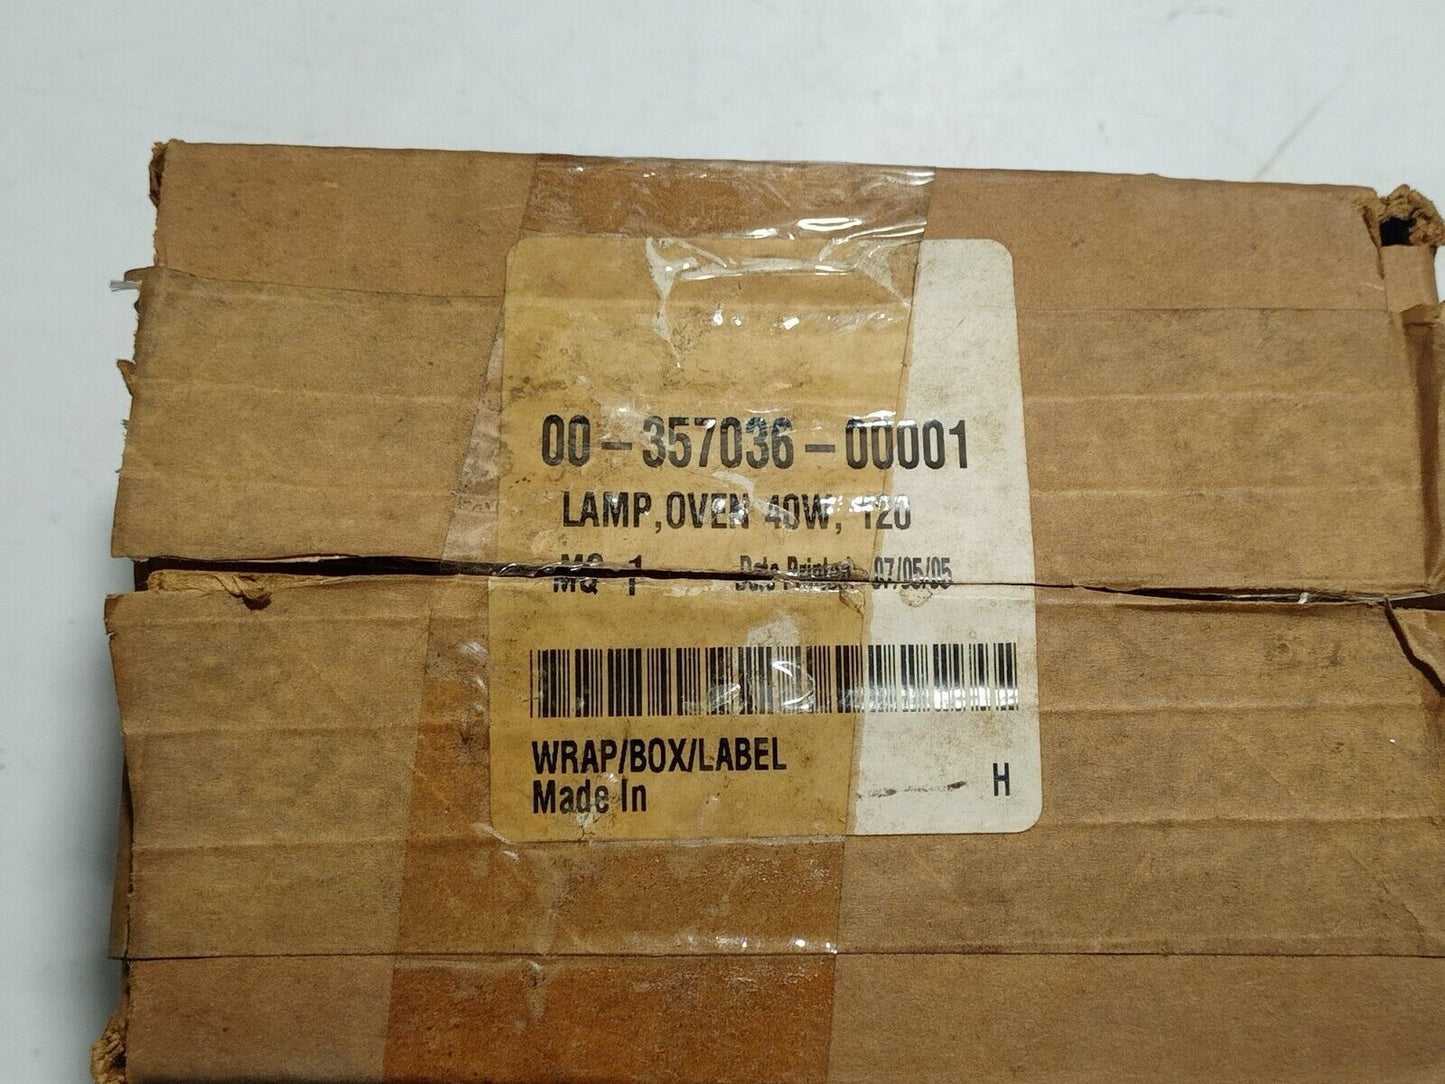 00-357036-00001
LAMP,OVEN 40W, 120
MQ 1 Date Printed 07/05/05
WRAP/BOX/LABEL
Made In
H